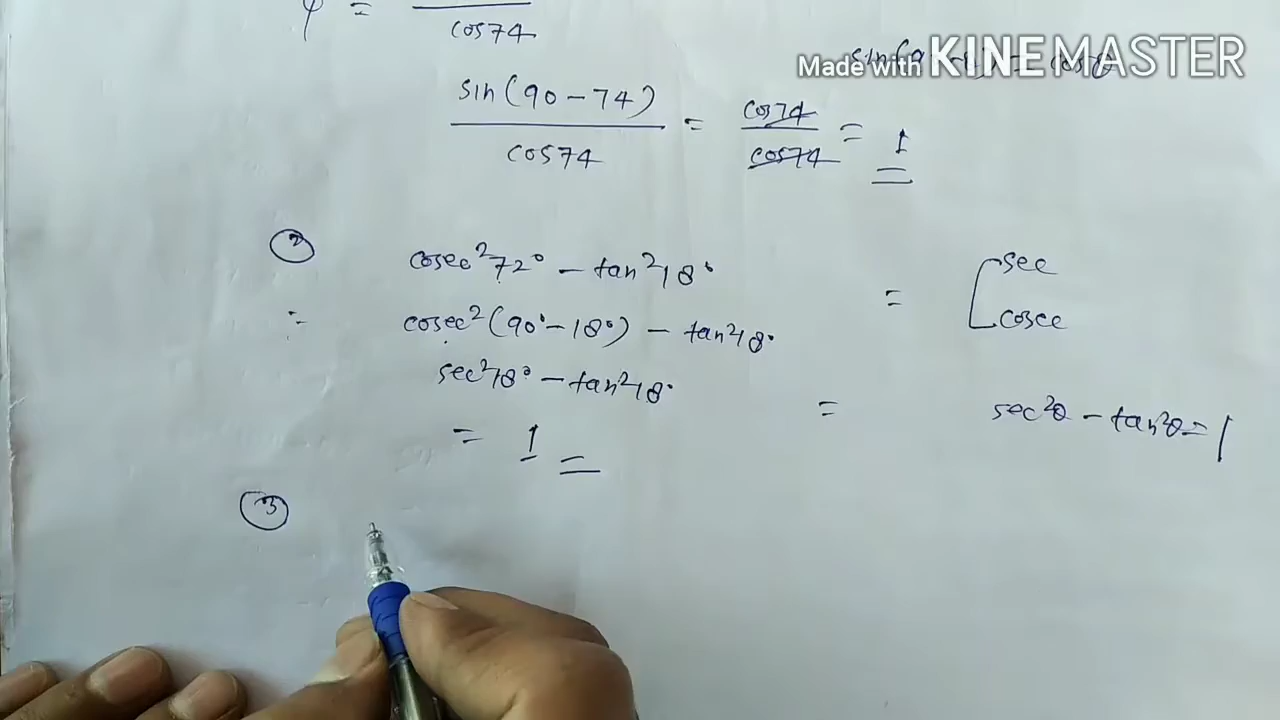 φ =
cos74
sin(90-74) / cos74 = cos74 / cos74 = 1
Made with KINEMASTER
② cosec²72° - tan²18° = [sec
cosec
= cosec²(90°-18°) - tan²18°
sec²18° - tan²18° = sec²θ - tan²θ = 1
= 1
③